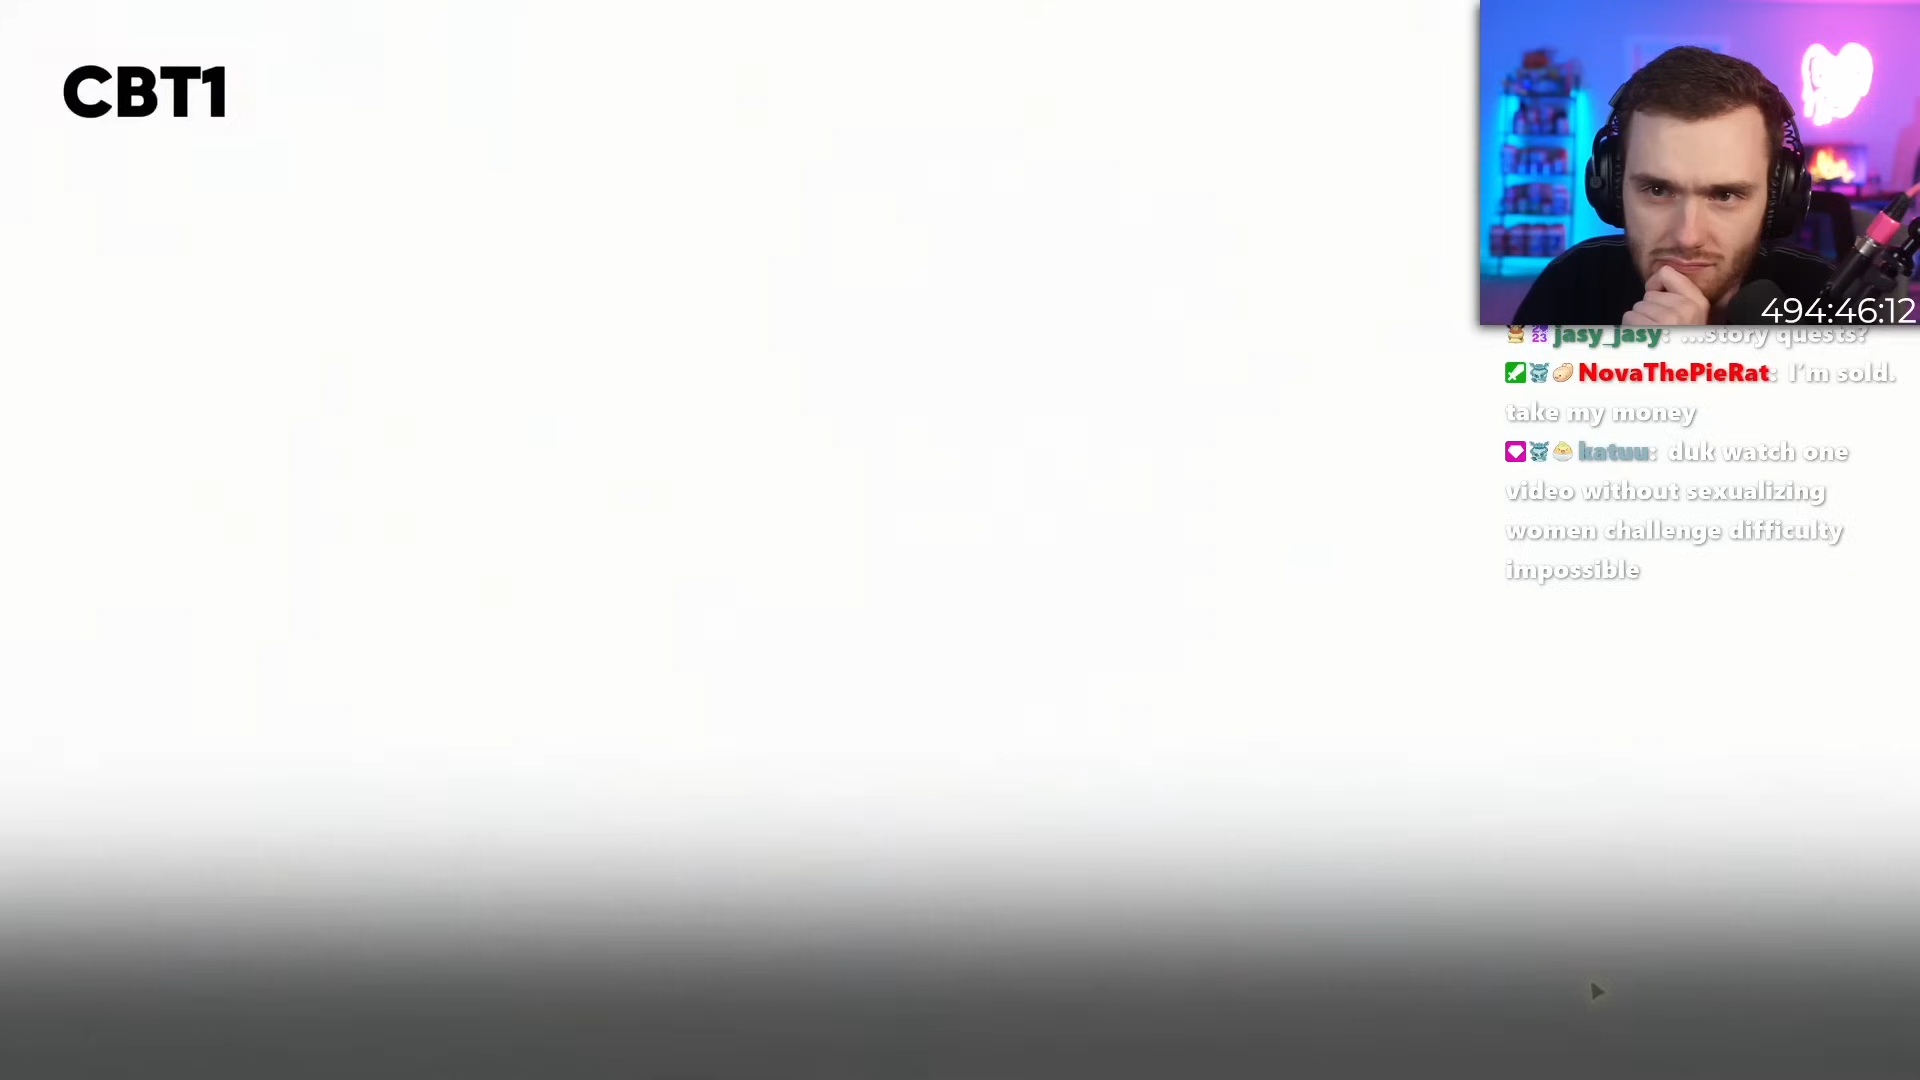 CBT1
494:46:12
jasy_jasy: ...story quests?
NovaThePieRat: I'm sold.
take my money
katuu: duk watch one
video without sexualizing
women challenge difficulty
impossible